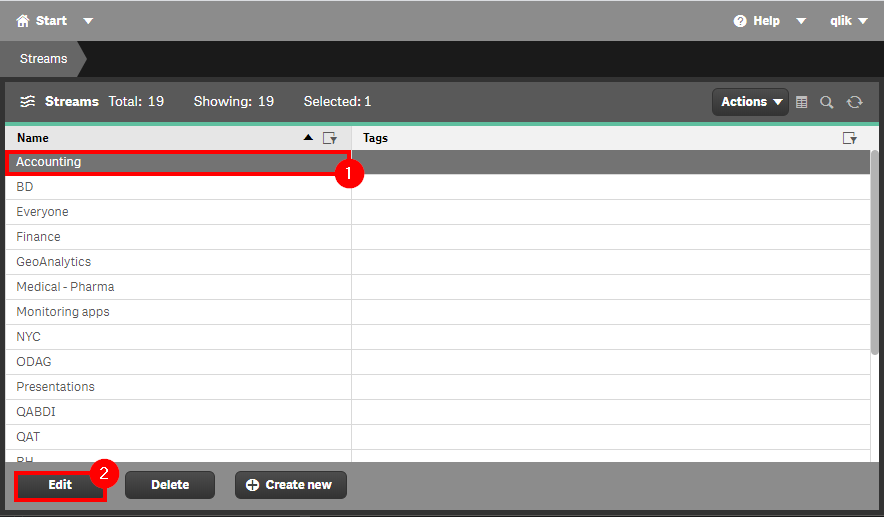 Start Help qlik
Streams
Streams Total: 19 Showing: 19 Selected: 1 Actions
Name Tags
Accounting
1
BD
Everyone
Finance
GeoAnalytics
Medical - Pharma
Monitoring apps
NYC
ODAG
Presentations
QABDI
QAT
2
Edit Delete Create new